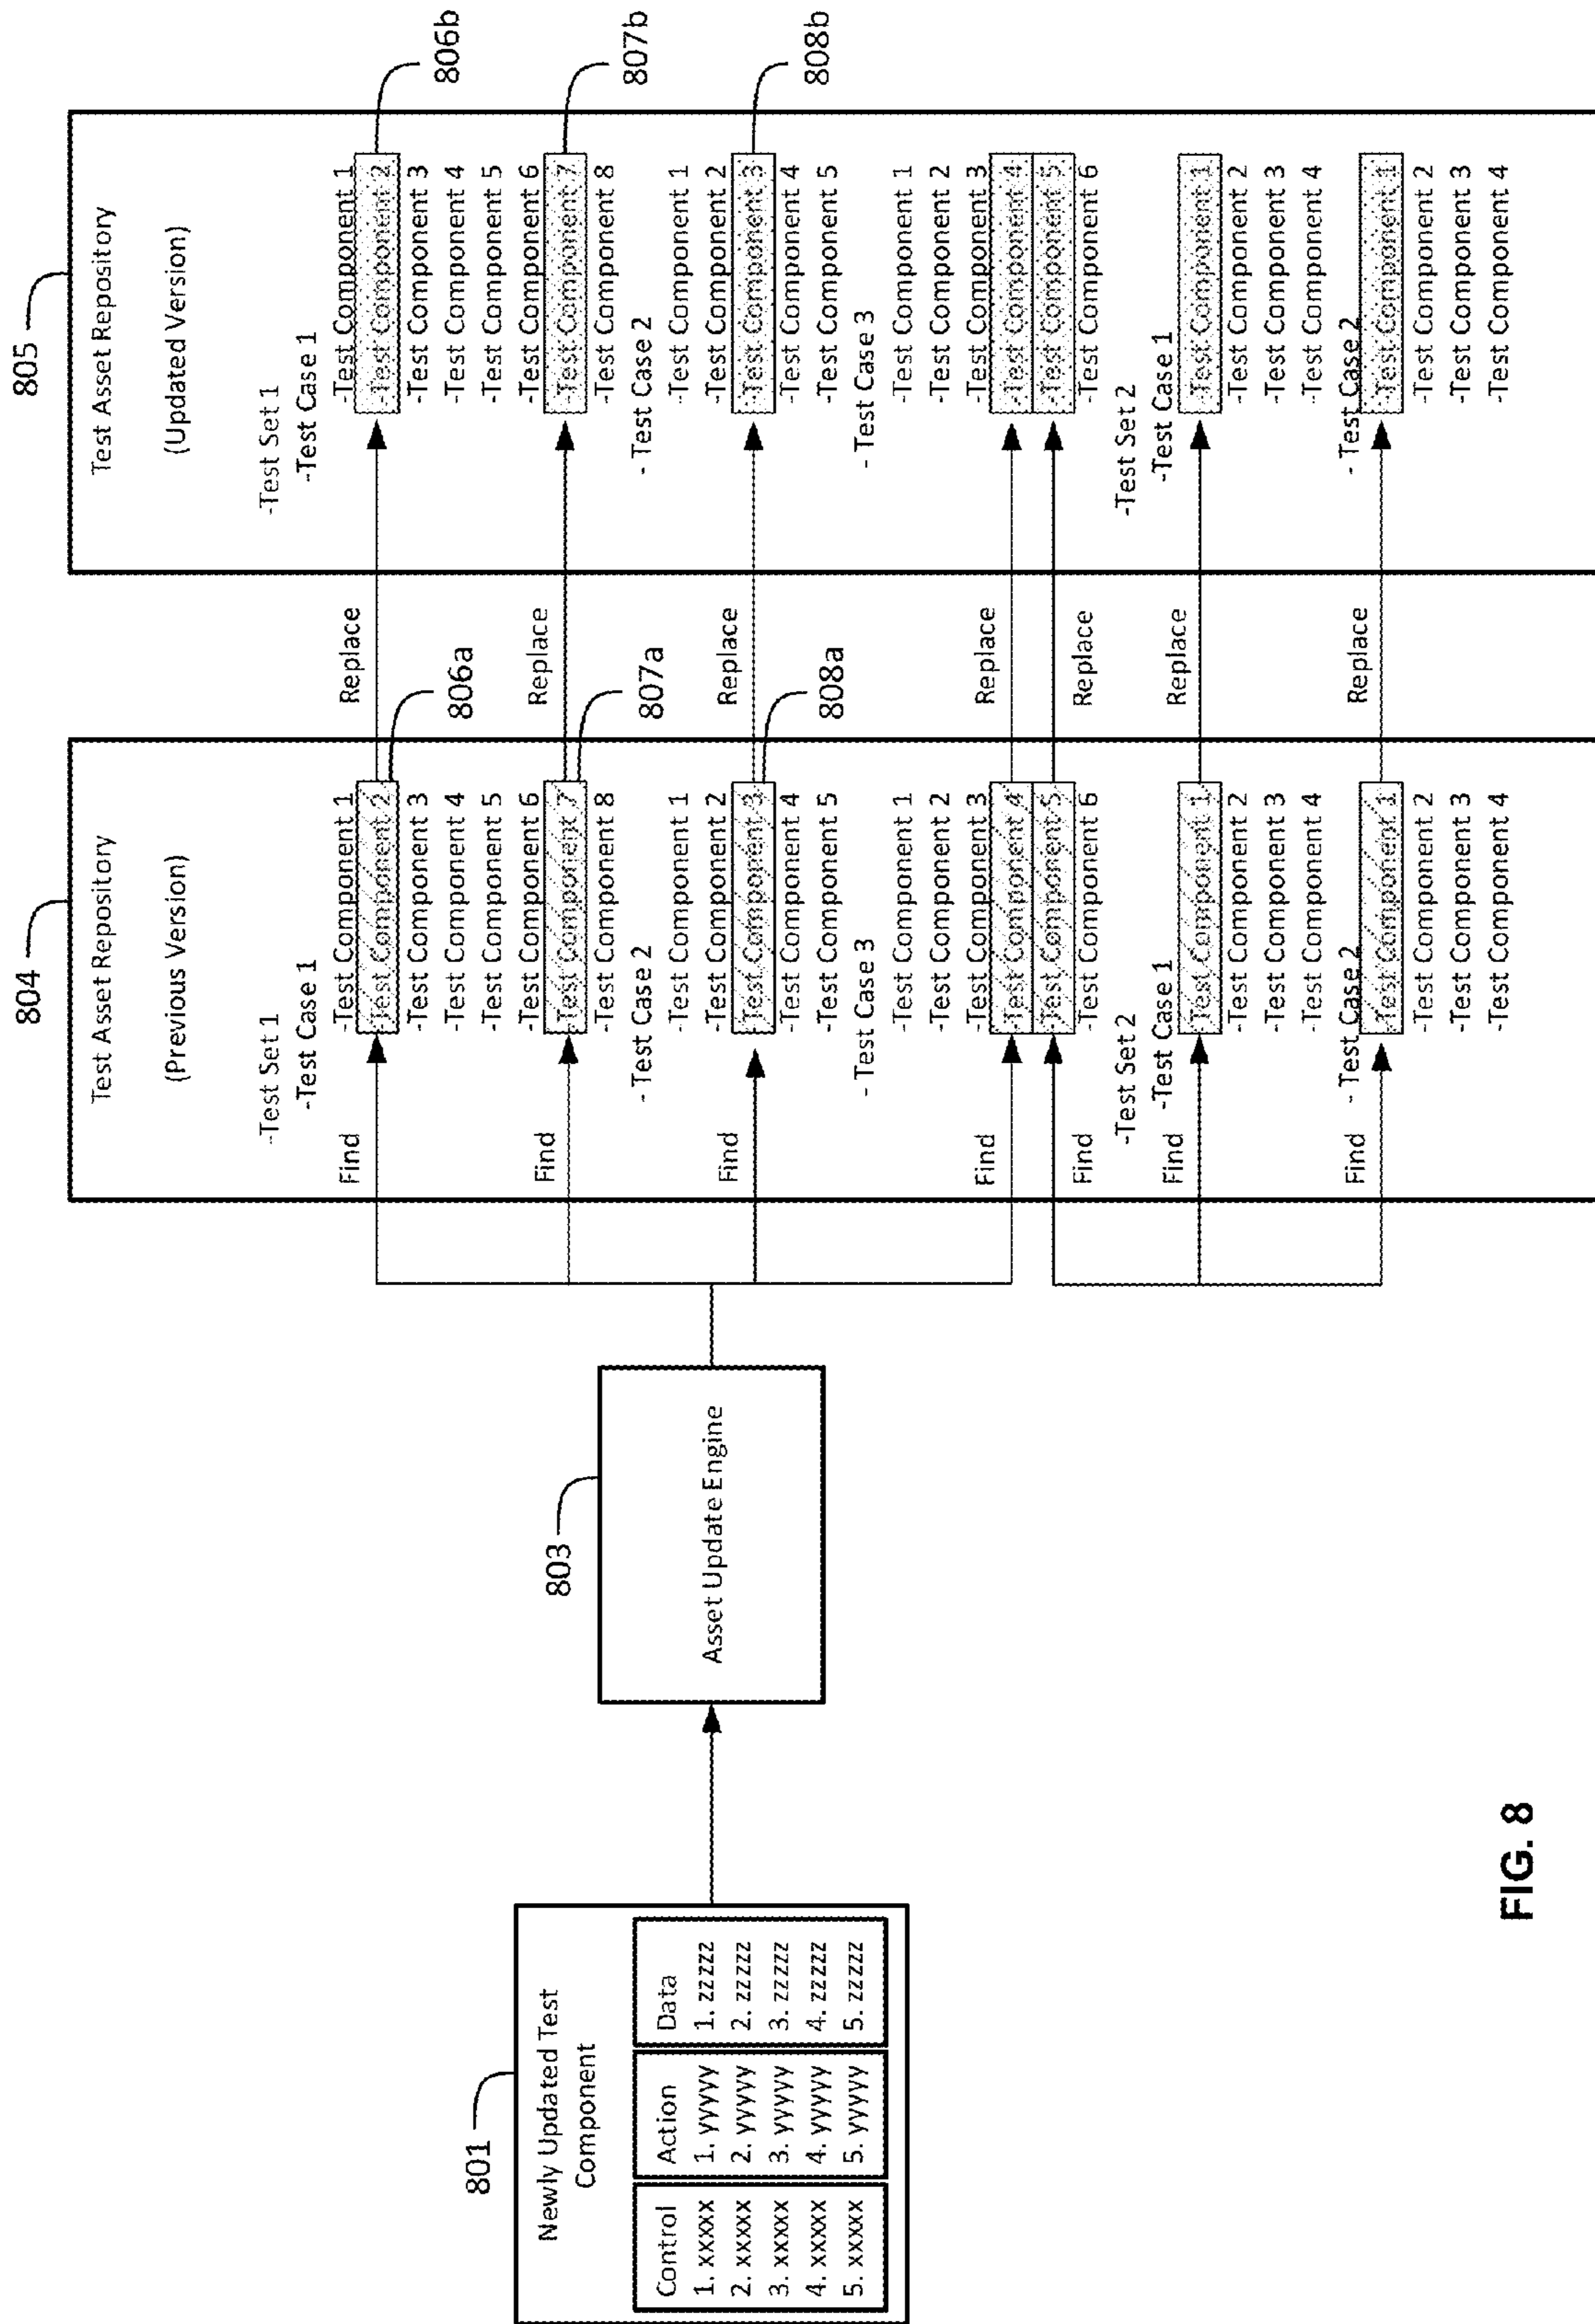 801
Newly Updated Test
Component
Control
1. xxxxx
2. xxxxx
3. xxxxx
4. xxxxx
5. xxxxx
Action
1. yyyyy
2. yyyyy
3. yyyyy
4. yyyyy
5. yyyyy
Data
1. zzzzz
2. zzzzz
3. zzzzz
4. zzzzz
5. zzzzz
803
Asset Update Engine
804
Test Asset Repository
(Previous Version)
-Test Set 1
-Test Case 1
-Test Component 1
Find
-Test Component 2
806a
-Test Component 3
-Test Component 4
-Test Component 5
-Test Component 6
Find
-Test Component 7
807a
-Test Component 8
- Test Case 2
-Test Component 1
-Test Component 2
Find
-Test Component 3
808a
-Test Component 4
-Test Component 5
- Test Case 3
-Test Component 1
-Test Component 2
-Test Component 3
Find
-Test Component 4
-Test Component 5
Find
-Test Component 6
-Test Set 2
-Test Case 1
Find
-Test Component 1
-Test Component 2
-Test Component 3
-Test Component 4
- Test Case 2
Find
-Test Component 1
-Test Component 2
-Test Component 3
-Test Component 4
Replace
Replace
Replace
Replace
Replace
Replace
Replace
805
Test Asset Repository
(Updated Version)
-Test Set 1
-Test Case 1
-Test Component 1
-Test Component 2
806b
-Test Component 3
-Test Component 4
-Test Component 5
-Test Component 6
-Test Component 7
807b
-Test Component 8
- Test Case 2
-Test Component 1
-Test Component 2
-Test Component 3
808b
-Test Component 4
-Test Component 5
- Test Case 3
-Test Component 1
-Test Component 2
-Test Component 3
-Test Component 4
-Test Component 5
-Test Component 6
-Test Set 2
-Test Case 1
-Test Component 1
-Test Component 2
-Test Component 3
-Test Component 4
- Test Case 2
-Test Component 1
-Test Component 2
-Test Component 3
-Test Component 4
FIG. 8